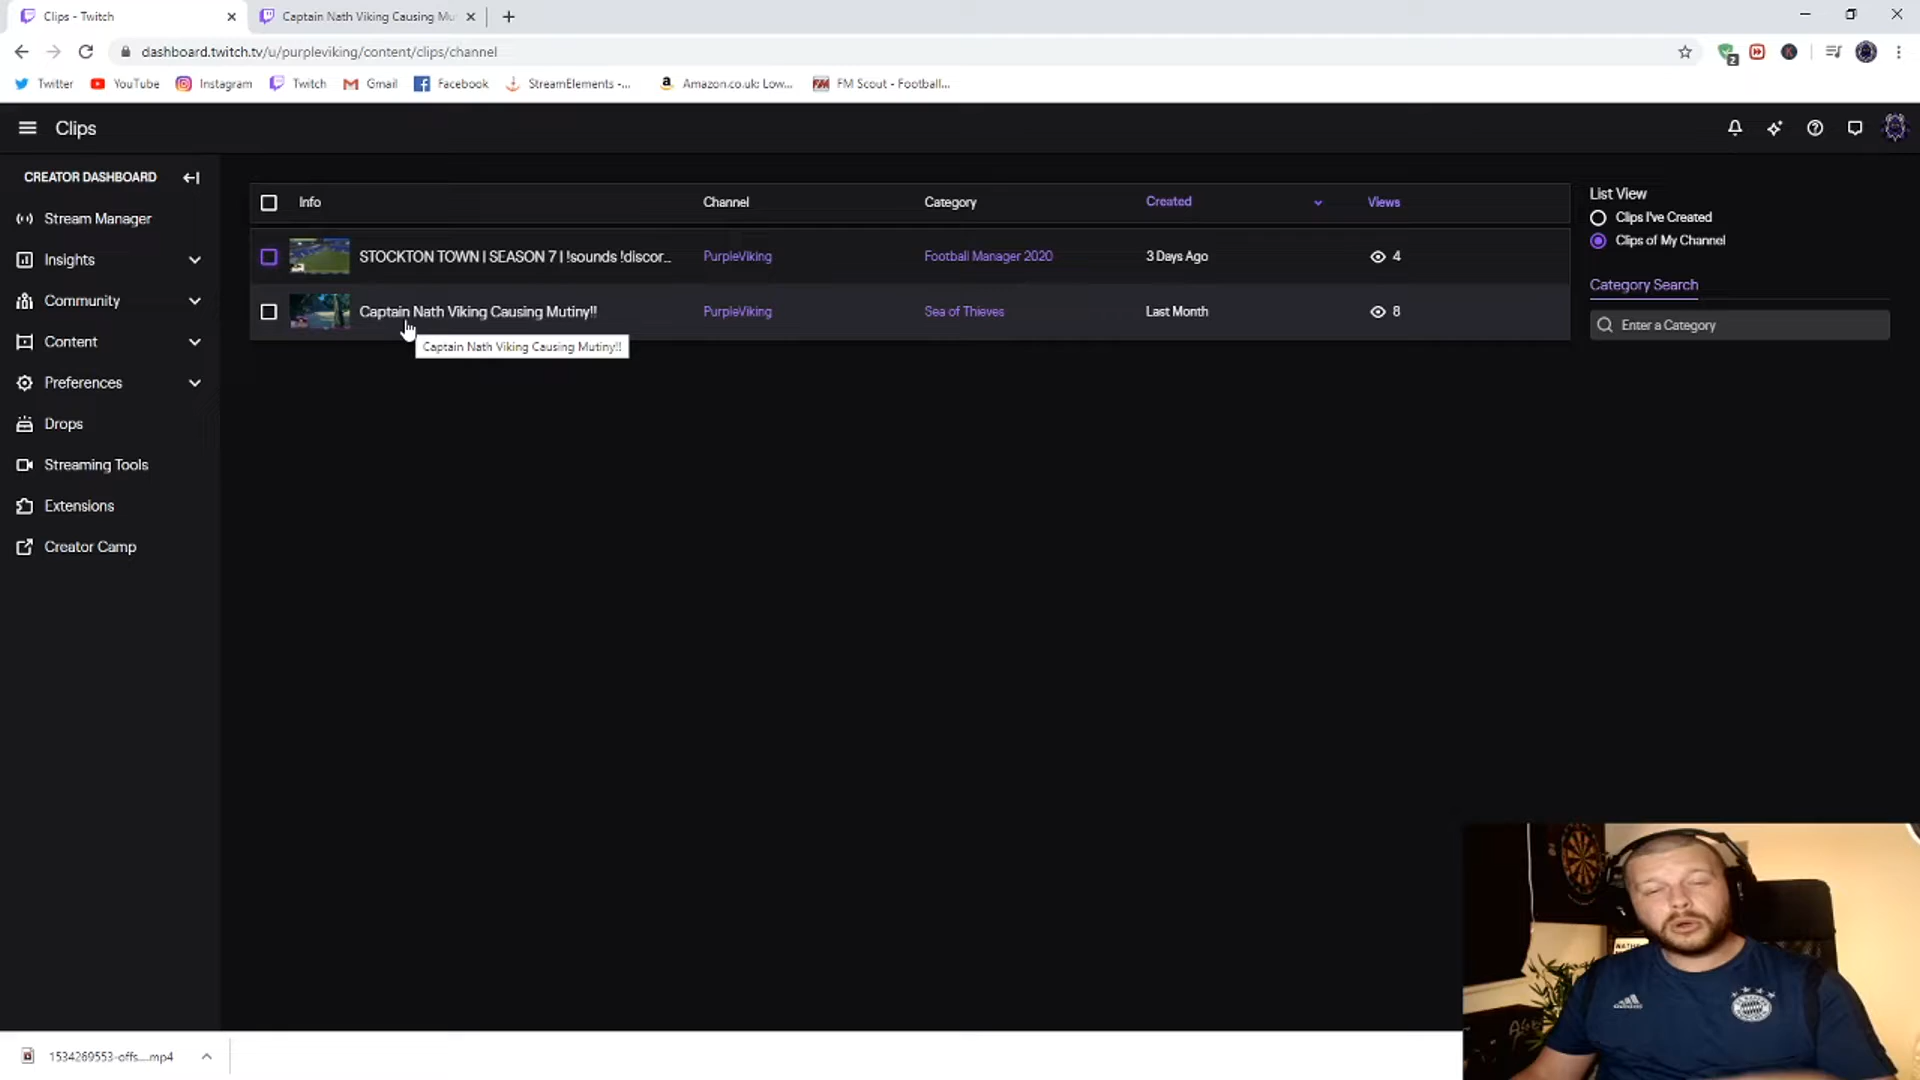 Clips - Twitch
Captain Nath Viking Causing Mu
dashboard.twitch.tv/u/purpleviking/content/clips/channel
2
Twitter
YouTube
Instagram
Twitch
Gmail
Facebook
StreamElements -...
Amazon.co.uk: Low...
FM Scout - Football...
Clips
CREATOR DASHBOARD
Stream Manager
Insights
Community
Content
Preferences
Drops
Streaming Tools
Extensions
Creator Camp
Info
Channel
Category
Created
Views
STOCKTON TOWN | SEASON 7 | !sounds !discor...
PurpleViking
Football Manager 2020
3 Days Ago
4
Captain Nath Viking Causing Mutiny!!
PurpleViking
Sea of Thieves
Last Month
8
Captain Nath Viking Causing Mutiny!!
List View
Clips I've Created
Clips of My Channel
Category Search
Enter a Category
1534269553-offs....mp4
adidas